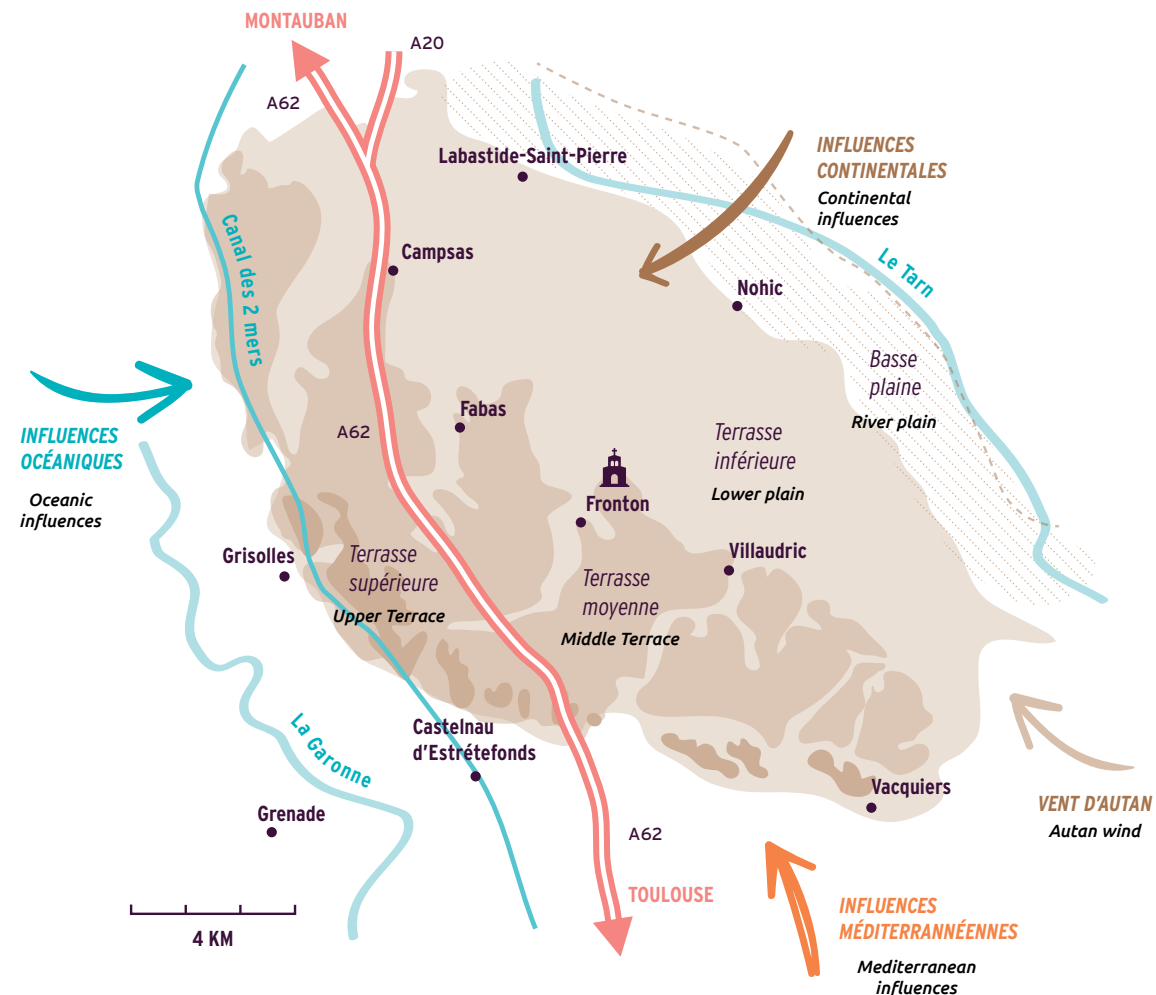 MONTAUBAN
A20
A62
Labastide-Saint-Pierre
INFLUENCES
CONTINENTALES
Continental
influences
Canal des 2 mers
Campsas
Le Tarn
Nohic
Basse
plaine
River plain
INFLUENCES
OCÉANIQUES
Oceanic
influences
A62
Fabas
Terrasse
inférieure
Lower plain
Fronton
Grisolles
Terrasse
supérieure
Upper Terrace
Terrasse
moyenne
Middle Terrace
Villaudric
La Garonne
Castelnau
d'Estrétefonds
Vacquiers
VENT D'AUTAN
Autan wind
Grenade
A62
TOULOUSE
INFLUENCES
MÉDITERRANNÉENNES
Mediterranean
influences
4 KM